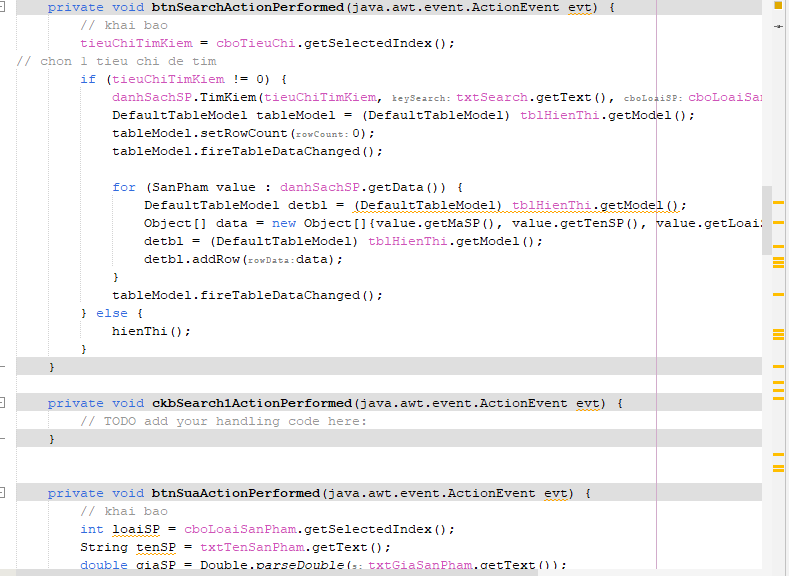 private void btnSearchActionPerformed(java.awt.event.ActionEvent evt) {
// khai bao
tieuChiTimKiem = cboTieuChi.getSelectedIndex();
// chon 1 tieu chi de tim
if (tieuChiTimKiem != 0) {
danhSachSP.TimKiem(tieuChiTimKiem, keySearch: txtSearch.getText(), cboLoaiSP: cboLoaiSa
DefaultTableModel tableModel = (DefaultTableModel) tblHienThi.getModel();
tableModel.setRowCount(rowCount: 0);
tableModel.fireTableDataChanged();
for (SanPham value : danhSachSP.getData()) {
DefaultTableModel detbl = (DefaultTableModel) tblHienThi.getModel();
Object[] data = new Object[]{value.getMaSP(), value.getTenSP(), value.getLoai
detbl = (DefaultTableModel) tblHienThi.getModel();
detbl.addRow(rowData: data);
}
tableModel.fireTableDataChanged();
} else {
hienThi();
}
}
private void ckbSearch1ActionPerformed(java.awt.event.ActionEvent evt) {
// TODO add your handling code here:
}
private void btnSuaActionPerformed(java.awt.event.ActionEvent evt) {
// khai bao
int loaiSP = cboLoaiSanPham.getSelectedIndex();
String tenSP = txtTenSanPham.getText();
double giaSP = Double.parseDouble(s: txtGiaSanPham.getText());